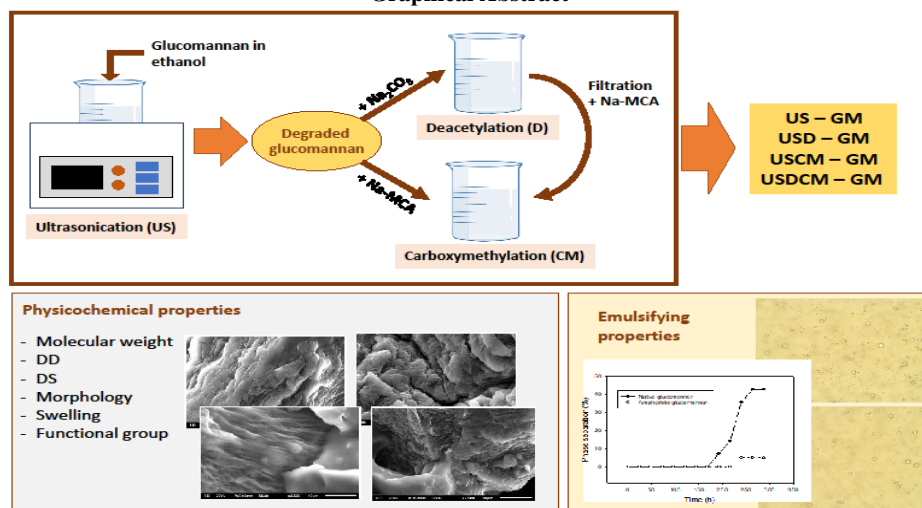 Graphical Abstract
Glucomannan in
ethanol
Ultrasonication (US)
Degraded
glucomannan
+ Na₂CO₃
+ Na-MCA
Deacetylation (D)
Carboxymethylation (CM)
Filtration
+ Na-MCA
US – GM
USD – GM
USCM – GM
USDCM – GM
Physicochemical properties
- Molecular weight
- DD
- DS
- Morphology
- Swelling
- Functional group
Emulsifying
properties
Phase separation (%)
Time (h)